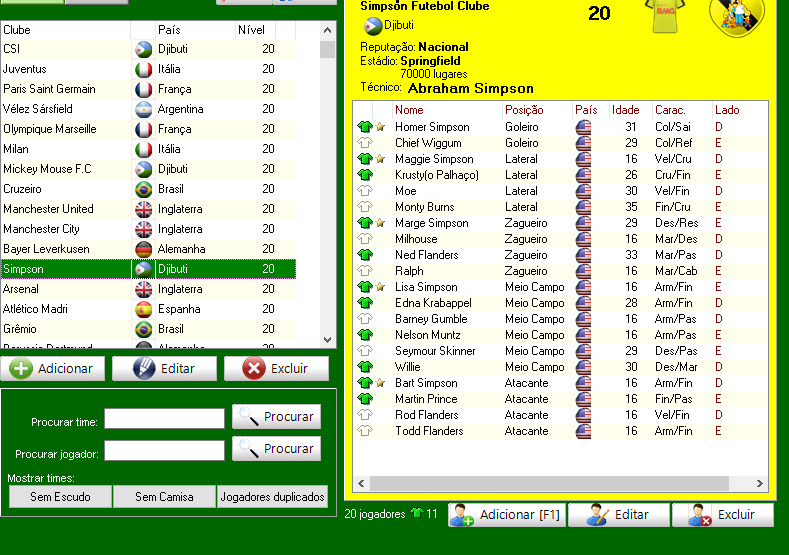 Clube País Nível
CSI Djibuti 20
Juventus Itália 20
Paris Saint Germain França 20
Vélez Sársfield Argentina 20
Olympique Marseille França 20
Milan Itália 20
Mickey Mouse F.C Djibuti 20
Cruzeiro Brasil 20
Manchester United Inglaterra 20
Manchester City Inglaterra 20
Bayer Leverkusen Alemanha 20
Simpson Djibuti 20
Arsenal Inglaterra 20
Atlético Madri Espanha 20
Grêmio Brasil 20
Borussia Dortmund Alemanha 20
Adicionar Editar Excluir
Procurar time: Procurar
Procurar jogador: Procurar
Mostrar times:
Sem Escudo Sem Camisa Jogadores duplicados
Simpson Futebol Clube
20
BMG
Djibuti
Reputação: Nacional
Estádio: Springfield
70000 lugares
Técnico: Abraham Simpson
Nome Posição País Idade Carac. Lado
Homer Simpson Goleiro 31 Col/Sai D
Chief Wiggum Goleiro 29 Col/Ref E
Maggie Simpson Lateral 16 Vel/Cru D
Krusty(o Palhaço) Lateral 26 Cru/Fin E
Moe Lateral 30 Vel/Fin D
Monty Burns Lateral 35 Fin/Cru E
Marge Simpson Zagueiro 29 Des/Res E
Milhouse Zagueiro 16 Mar/Des D
Ned Flanders Zagueiro 33 Mar/Pas D
Ralph Zagueiro 16 Mar/Cab E
Lisa Simpson Meio Campo 16 Arm/Fin E
Edna Krabappel Meio Campo 28 Arm/Fin E
Barney Gumble Meio Campo 16 Arm/Pas D
Nelson Muntz Meio Campo 16 Arm/Pas E
Seymour Skinner Meio Campo 29 Des/Pas E
Willie Meio Campo 30 Des/Mar D
Bart Simpson Atacante 16 Arm/Fin D
Martin Prince Atacante 16 Fin/Pas E
Rod Flanders Atacante 16 Vel/Fin D
Todd Flanders Atacante 16 Arm/Fin E
20 jogadores 11 Adicionar [F1] Editar Excluir